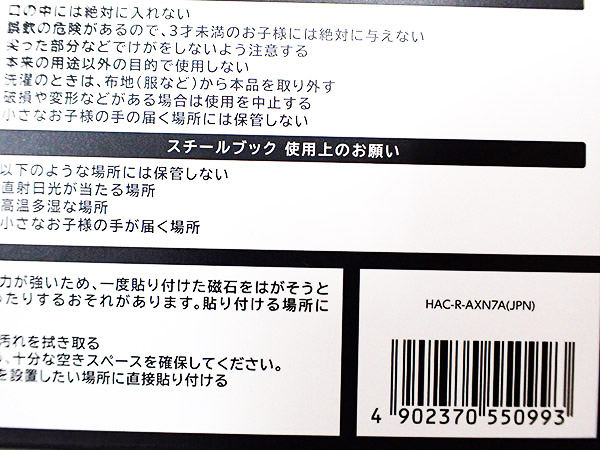 口の中には絶対に入れない
誤飲の危険があるので、3才未満のお子様には絶対に与えない
尖った部分などでけがをしないよう注意する
本来の用途以外の目的で使用しない
洗濯のときは、布地(服など)から本品を取り外す
破損や変形などがある場合は使用を中止する
小さなお子様の手の届く場所には保管しない
スチールブック 使用上のお願い
以下のような場所には保管しない
直射日光が当たる場所
高温多湿な場所
小さなお子様の手が届く場所
力が強いため、一度貼り付けた磁石をはがそうと
ったりするおそれがあります。貼り付ける場所に
汚れを拭き取る
、十分な空きスペースを確保してください。
を設置したい場所に直接貼り付ける
HAC-R-AXN7A(JPN)
4 902370 550993